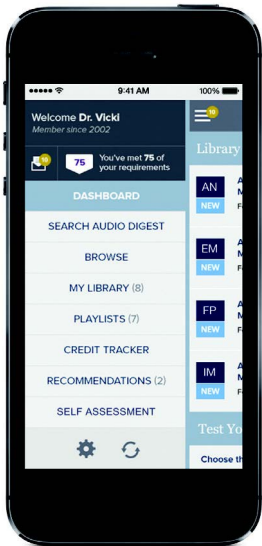 9:41 AM
100%
Welcome Dr. Vicki
Member since 2002
18
75
You've met 75 of
your requirements
DASHBOARD
SEARCH AUDIO DIGEST
BROWSE
MY LIBRARY (8)
PLAYLISTS (7)
CREDIT TRACKER
RECOMMENDATIONS (2)
SELF ASSESSMENT
18
Library
AN
NEW
A
M
F
EM
NEW
A
M
F
FP
NEW
A
M
F
IM
NEW
A
M
F
Test Yo
Choose th